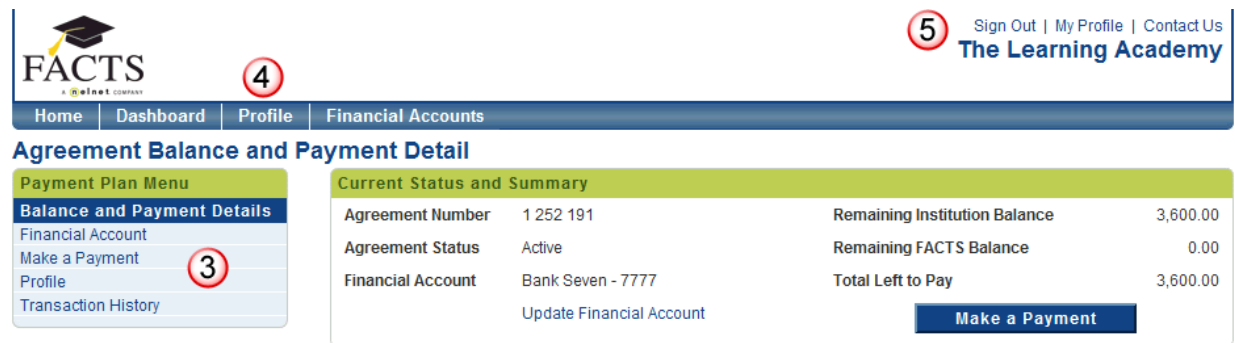 5
Sign Out | My Profile | Contact Us
The Learning Academy
FACTS
A nelnet COMPANY
4
Home Dashboard Profile Financial Accounts
Agreement Balance and Payment Detail
Payment Plan Menu
Balance and Payment Details
Financial Account
Make a Payment
3
Profile
Transaction History
Current Status and Summary
Agreement Number 1 252 191 Remaining Institution Balance 3,600.00
Agreement Status Active Remaining FACTS Balance 0.00
Financial Account Bank Seven - 7777 Total Left to Pay 3,600.00
Update Financial Account Make a Payment